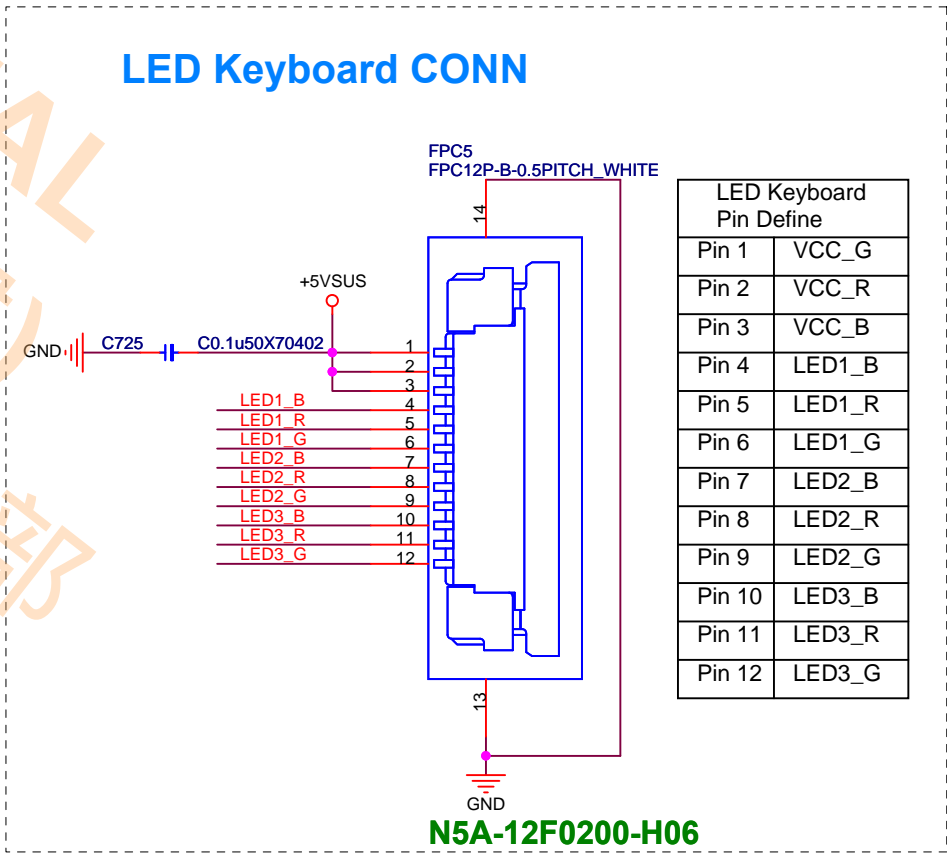 LED Keyboard CONN
FPC5
FPC12P-B-0.5PITCH_WHITE
14
+5VSUS
GND
C725
C0.1u50X70402
1
2
3
LED1_B 4
LED1_R 5
LED1_G 6
LED2_B 7
LED2_R 8
LED2_G 9
LED3_B 10
LED3_R 11
LED3_G 12
13
GND
N5A-12F0200-H06
LED Keyboard
Pin Define
Pin 1 VCC_G
Pin 2 VCC_R
Pin 3 VCC_B
Pin 4 LED1_B
Pin 5 LED1_R
Pin 6 LED1_G
Pin 7 LED2_B
Pin 8 LED2_R
Pin 9 LED2_G
Pin 10 LED3_B
Pin 11 LED3_R
Pin 12 LED3_G
AL
部